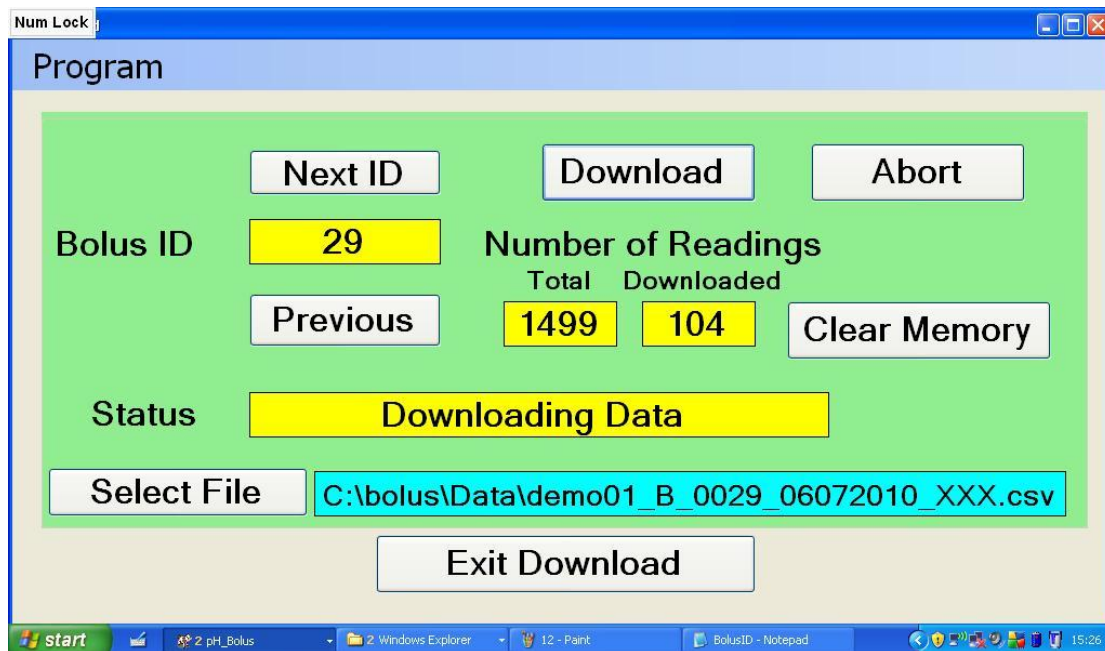 Num Lock
Program
Next ID Download Abort
Bolus ID 29 Number of Readings
Total Downloaded
Previous 1499 104 Clear Memory
Status Downloading Data
Select File C:\bolus\Data\demo01_B_0029_06072010_XXX.csv
Exit Download
start 2 pH_Bolus 2 Windows Explorer 12 - Paint BolusID - Notepad 15:26